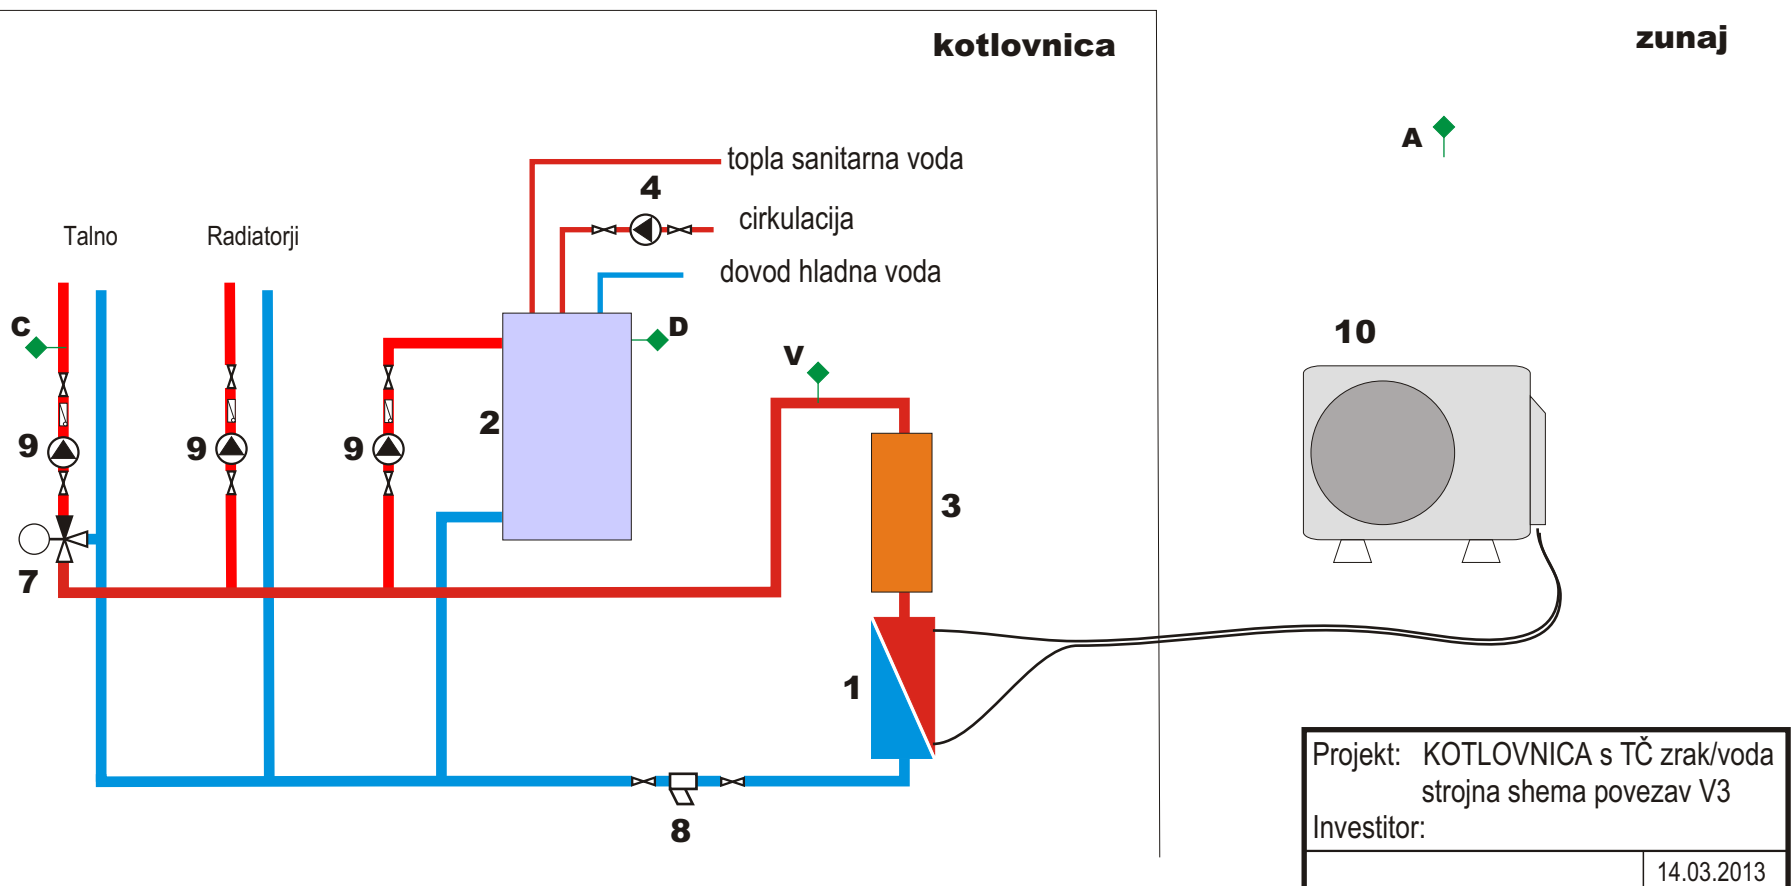 kotlovnica
zunaj
A
topla sanitarna voda
4
cirkulacija
Talno
Radiatorji
dovod hladna voda
C
D
10
V
2
9
9
9
3
7
1
8
Projekt: KOTLOVNICA s TČ zrak/voda
strojna shema povezav V3
Investitor:
14.03.2013